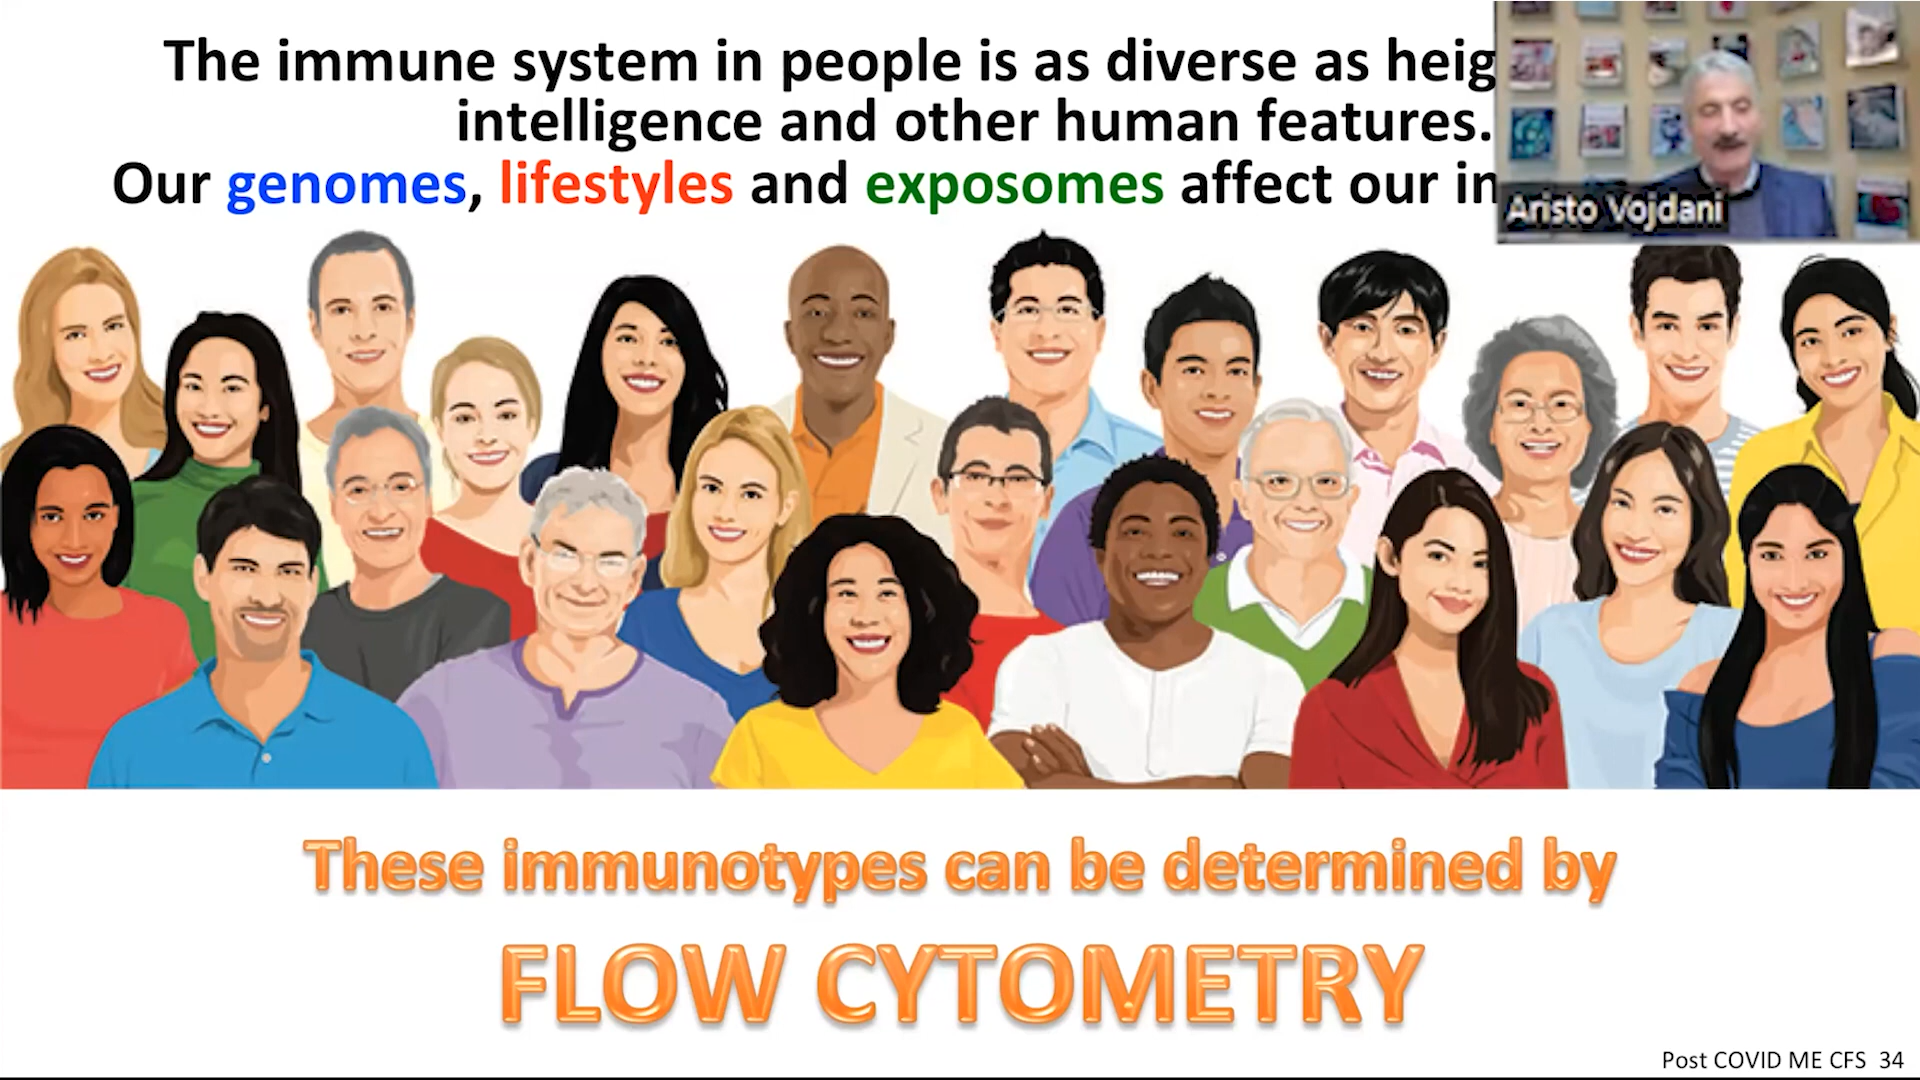 The immune system in people is as diverse as heig
intelligence and other human features.
Our genomes, lifestyles and exposomes affect our in
Aristo Vojdani
These immunotypes can be determined by
FLOW CYTOMETRY
Post COVID ME CFS 34